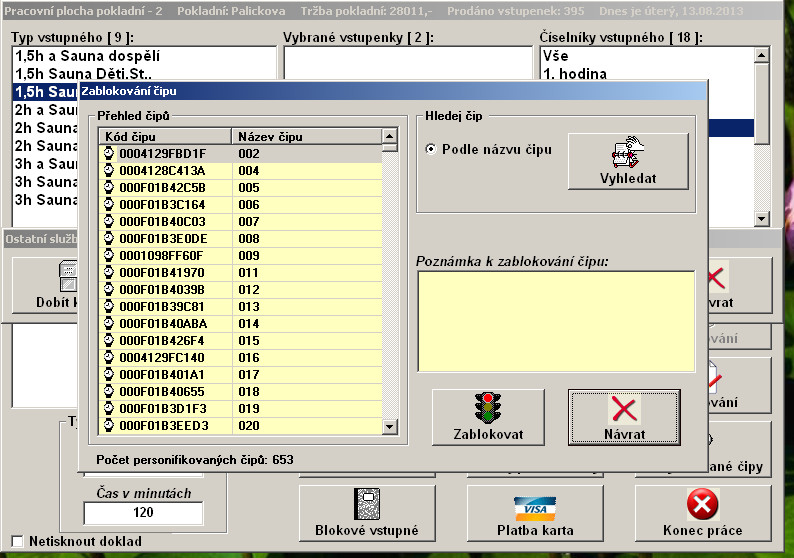 Pracovní plocha pokladní - 2 Pokladní: Palickova Tržba pokladní: 28011,- Prodáno vstupenek: 395 Dnes je úterý, 13.08.2013
Typ vstupného [ 9 ]:
Vybrané vstupenky [ 2 ]:
Číselníky vstupného [ 18 ]:
1,5h a Sauna dospělí
1,5h Sauna Děti.St..
1,5h Sau
2h a Sau
2h Sauna
2h Sauna
3h a Sau
3h Sauna
3h Sauna
Vše
1. hodina
Zablokování čipu
Přehled čipů
Kód čipu Název čipu
0004129FBD1F 002
0004128C413A 004
000F01B42C5B 005
000F01B3C164 006
000F01B40C03 007
000F01B3E0DE 008
0001098FF60F 009
000F01B41970 011
000F01B4039B 012
000F01B39C81 013
000F01B40ABA 014
000F01B426F4 015
0004129FC140 016
000F01B401A1 017
000F01B40655 018
000F01B3D1F3 019
000F01B3EED3 020
Počet personifikovaných čipů: 653
Hledej čip
Podle názvu čipu
Vyhledat
Poznámka k zablokování čipu:
Zablokovat
Návrat
Ostatní služb
Dobít k
ávrat
ování
ování
ané čipy
Čas v minutách
120
Netisknout doklad
Blokové vstupné
VISA
Platba karta
Konec práce